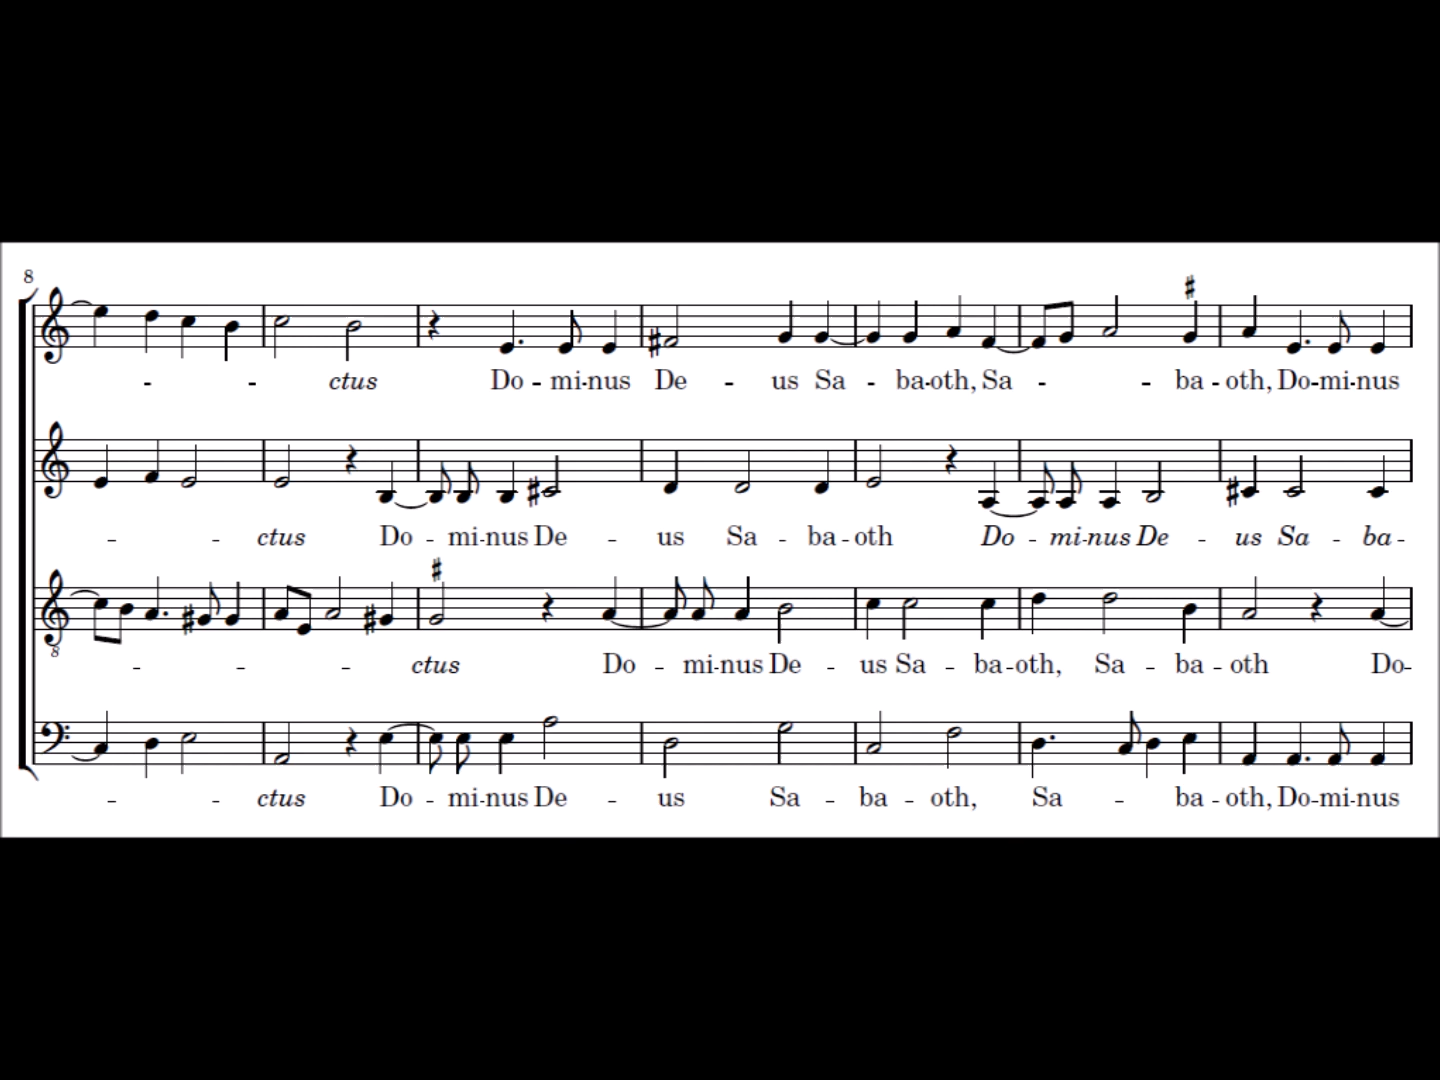 8
- - ctus Do - mi-nus De - us Sa - ba-oth, Sa - - ba - oth, Do-mi-nus
- - ctus Do - mi-nus De - us Sa - ba-oth Do - mi-nus De - us Sa - ba-
8
- - - ctus Do - mi-nus De - us Sa - ba-oth, Sa - ba - oth Do-
- - ctus Do - mi-nus De - us Sa - ba - oth, Sa - ba - oth, Do-mi-nus